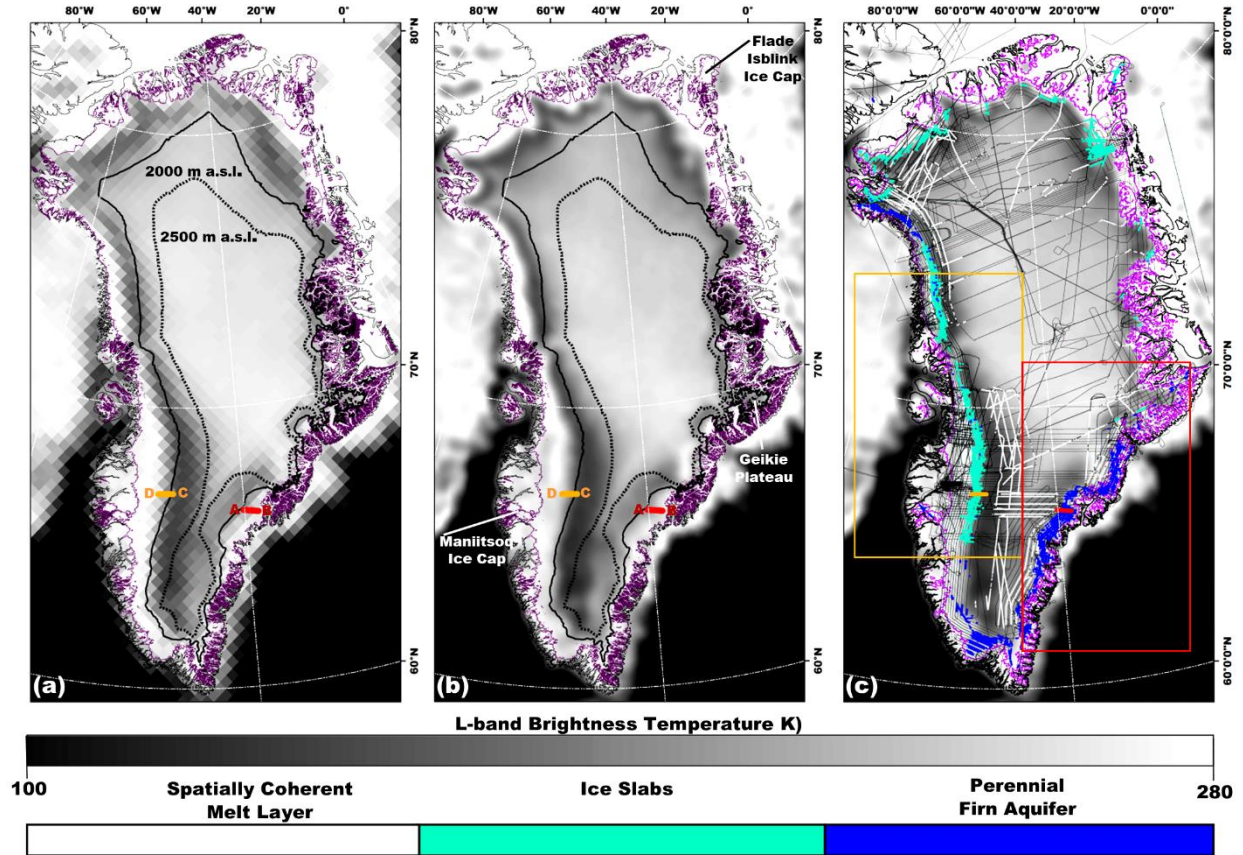 60°W 40°W 20°W 0°
60°W 40°W 20°W 0°
80°0'0"W 60°0'0"W 40°0'0"W 20°0'0"W 0°0'0"
80°N
80°N
80°0'0"N
Flade
Isblink
Ice Cap
2000 m a.s.l.
2500 m a.s.l.
70°N
70°N
70°0'0"N
D C
A B
D C
A B
Geikie
Plateau
Maniitsoq
Ice Cap
60°N
60°N
60°0'0"N
(a)
(b)
(c)
L-band Brightness Temperature K)
100
280
Spatially Coherent
Melt Layer
Ice Slabs
Perennial
Firn Aquifer